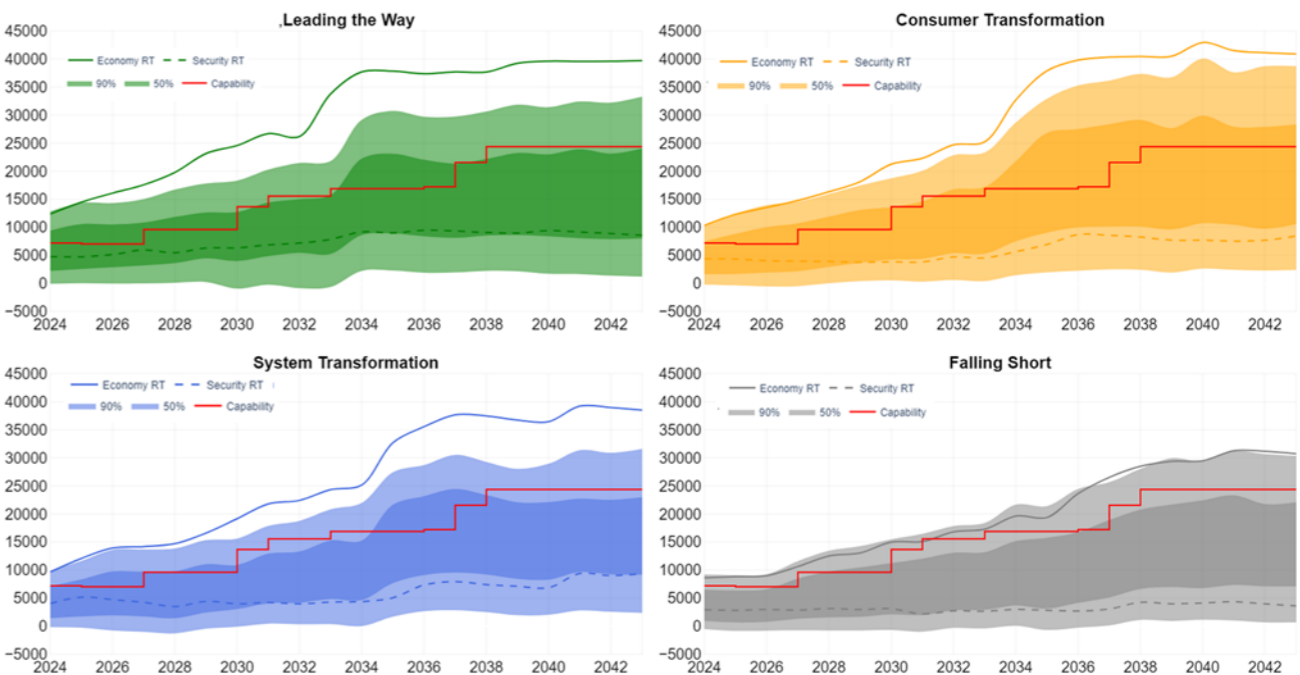 .Leading the Way
45000
40000
35000
30000
25000
20000
15000
10000
5000
0
−5000
Economy RT Security RT
90% 50% Capability
2024 2026 2028 2030 2032 2034 2036 2038 2040 2042
Consumer Transformation
45000
40000
35000
30000
25000
20000
15000
10000
5000
0
−5000
Economy RT Security RT
90% 50% Capability
2024 2026 2028 2030 2032 2034 2036 2038 2040 2042
System Transformation
45000
40000
35000
30000
25000
20000
15000
10000
5000
0
−5000
Economy RT Security RT
90% 50% Capability
2024 2026 2028 2030 2032 2034 2036 2038 2040 2042
Falling Short
45000
40000
35000
30000
25000
20000
15000
10000
5000
0
−5000
Economy RT Security RT
90% 50% Capability
2024 2026 2028 2030 2032 2034 2036 2038 2040 2042